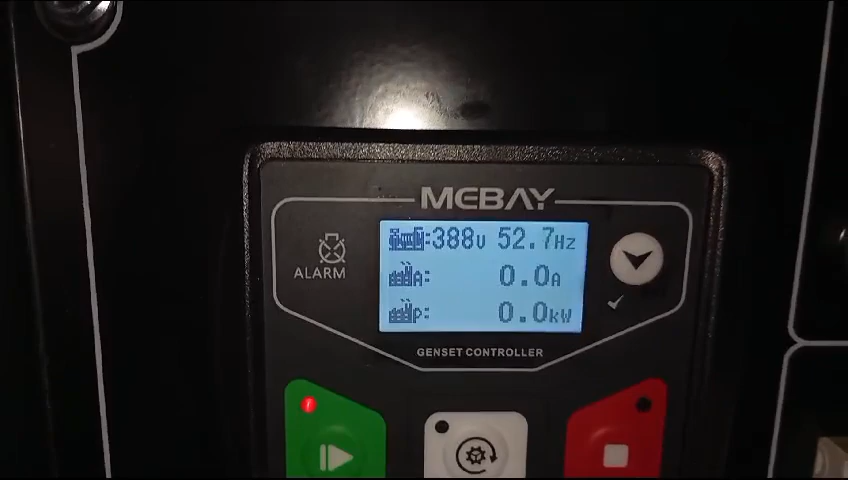 MEBAY
ALARM
:388V 52.7Hz
A: 0.0A
P: 0.0kW
GENSET CONTROLLER